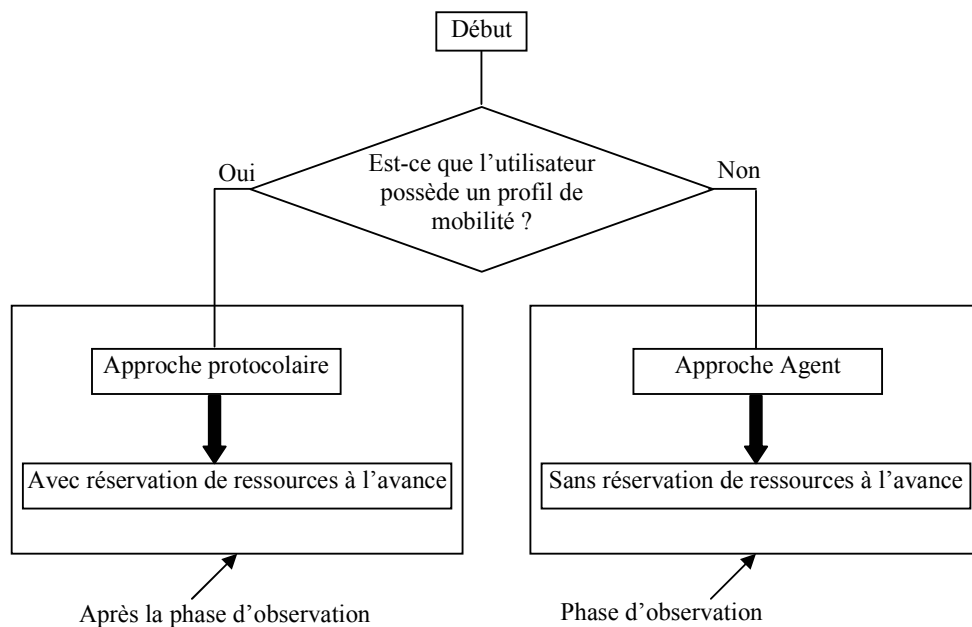 Début
Est-ce que l’utilisateur
possède un profil de
mobilité ?
Oui
Non
Approche protocolaire
Approche Agent
Avec réservation de ressources à l’avance
Sans réservation de ressources à l’avance
Après la phase d’observation
Phase d’observation